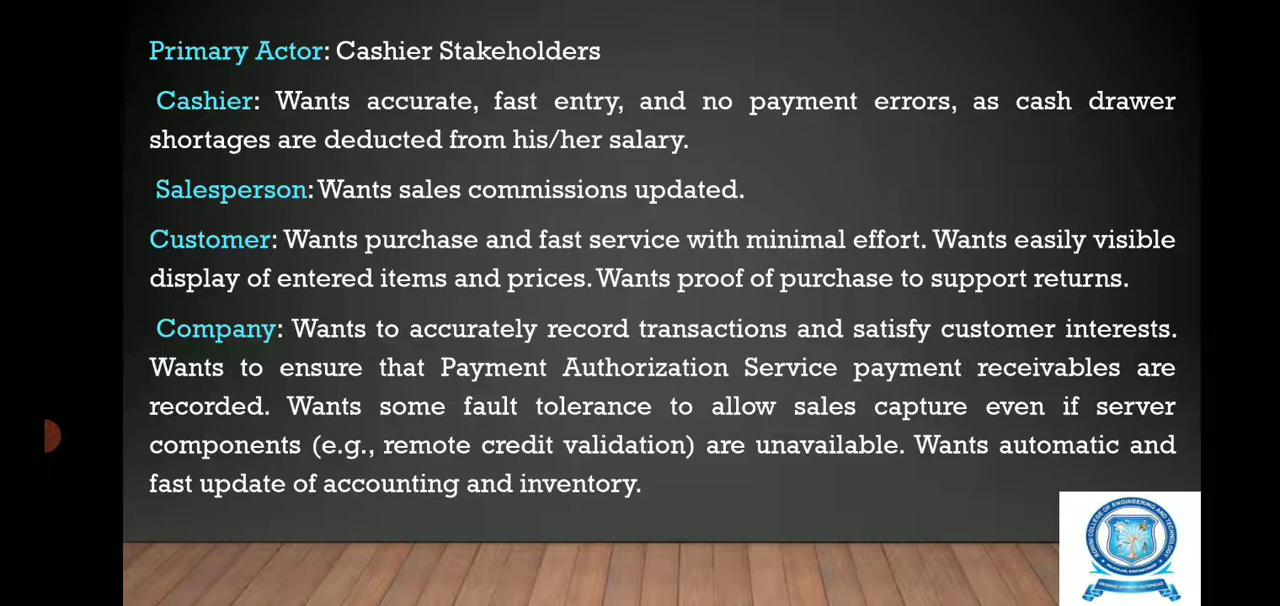 Primary Actor: Cashier Stakeholders
Cashier: Wants accurate, fast entry, and no payment errors, as cash drawer
shortages are deducted from his/her salary.
Salesperson: Wants sales commissions updated.
Customer: Wants purchase and fast service with minimal effort. Wants easily visible
display of entered items and prices. Wants proof of purchase to support returns.
Company: Wants to accurately record transactions and satisfy customer interests.
Wants to ensure that Payment Authorization Service payment receivables are
recorded. Wants some fault tolerance to allow sales capture even if server
components (e.g., remote credit validation) are unavailable. Wants automatic and
fast update of accounting and inventory.
COLLEGE OF ENGINEERING AND TECHNOLOGY